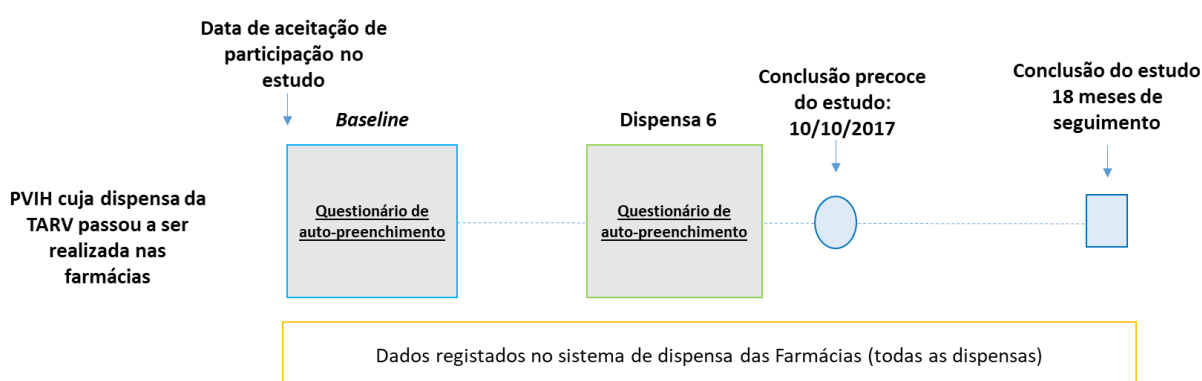 Data de aceitação de
participação no
estudo
Baseline
Dispensa 6
Conclusão precoce
do estudo:
10/10/2017
Conclusão do estudo
18 meses de
seguimento
PVIH cuja dispensa da
TARV passou a ser
realizada nas
farmácias
Questionário de
auto-preenchimento
Questionário de
auto-preenchimento
Dados registados no sistema de dispensa das Farmácias (todas as dispensas)